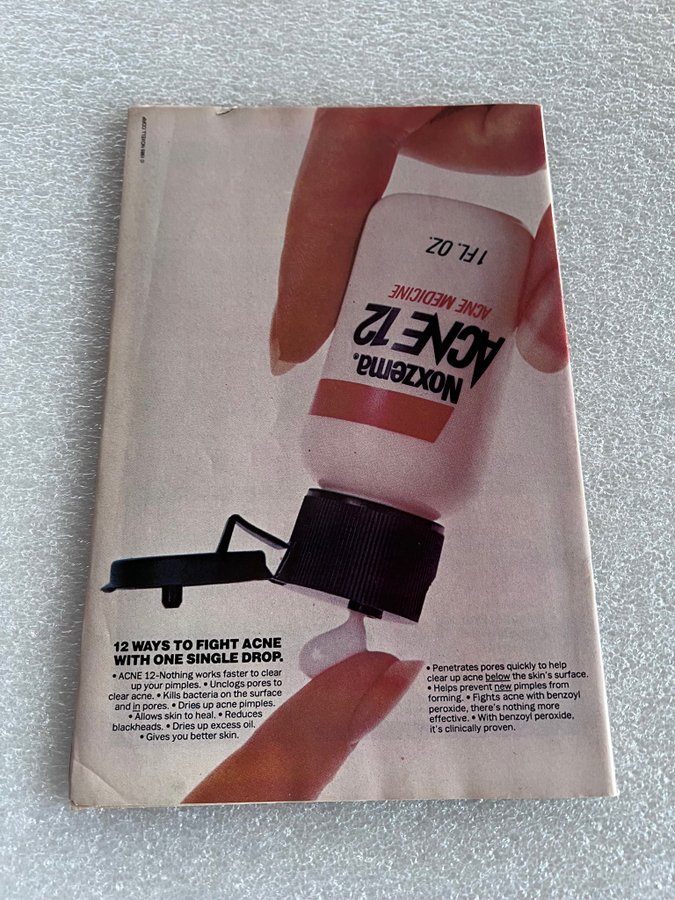 © 1985 NOXELL CORP
1 FL. OZ.
ACNE MEDICINE
ACNE 12
Noxzema.
12 WAYS TO FIGHT ACNE
WITH ONE SINGLE DROP.
• ACNE 12-Nothing works faster to clear
up your pimples. • Unclogs pores to
clear acne. • Kills bacteria on the surface
and in pores. • Dries up acne pimples.
• Allows skin to heal. • Reduces
blackheads. • Dries up excess oil.
• Gives you better skin.
• Penetrates pores quickly to help
clear up acne below the skin's surface.
• Helps prevent new pimples from
forming. • Fights acne with benzoyl
peroxide, there's nothing more
effective. • With benzoyl peroxide,
it's clinically proven.